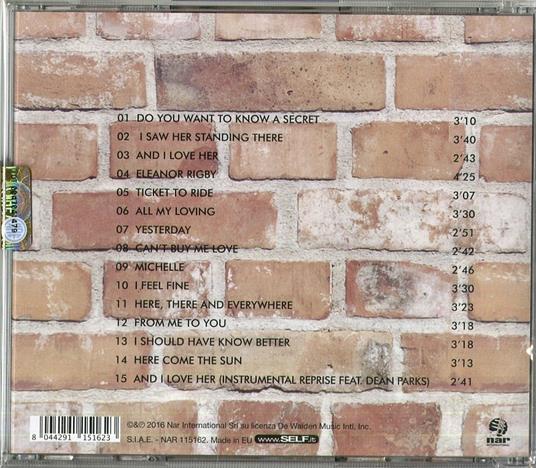 01 DO YOU WANT TO KNOW A SECRET 3'10
02 I SAW HER STANDING THERE 3'40
03 AND I LOVE HER 2'43
04 ELEANOR RIGBY 4'25
05 TICKET TO RIDE 3'07
06 ALL MY LOVING 3'30
07 YESTERDAY 2'51
08 CAN'T BUY ME LOVE 2'42
09 MICHELLE 2'46
10 I FEEL FINE 3'30
11 HERE, THERE AND EVERYWHERE 3'23
12 FROM ME TO YOU 3'18
13 I SHOULD HAVE KNOW BETTER 3'18
14 HERE COME THE SUN 3'13
15 AND I LOVE HER (INSTRUMENTAL REPRISE FEAT. DEAN PARKS) 2'41
©&℗ 2016 Nar International Srl su licenza De Walden Music Intl. Inc.
S.I.A.E. - NAR 115162. Made in EU www.SELF.it
nar
8 044291 151623